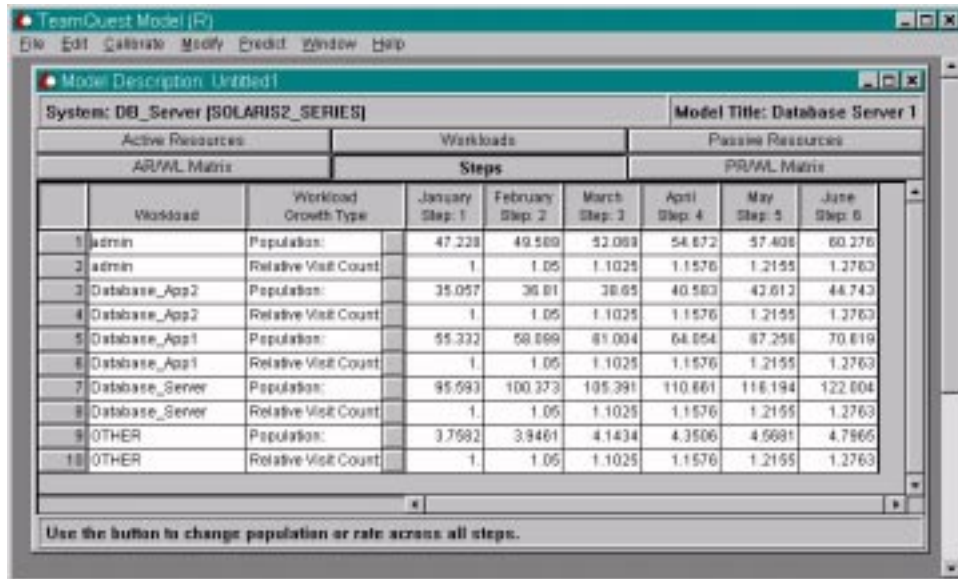 TeamQuest Model (R)
File Edit Calibrate Modify Predict Window Help
Model Description: Untitled1
System: DB_Server [SOLARIS2_SERIES] Model Title: Database Server 1
Active Resources Workloads Passive Resources
AR/WL Matrix Steps PR/WL Matrix
Workload Workload Growth Type January Step: 1 February Step: 2 March Step: 3 April Step: 4 May Step: 5 June Step: 6
1 admin Population: 47.228 49.589 52.069 54.672 57.406 60.276
2 admin Relative Visit Count: 1. 1.05 1.1025 1.1576 1.2155 1.2763
3 Database_App2 Population: 35.057 36.81 38.65 40.583 42.612 44.743
4 Database_App2 Relative Visit Count: 1. 1.05 1.1025 1.1576 1.2155 1.2763
5 Database_App1 Population: 55.332 58.099 61.004 64.054 67.256 70.619
6 Database_App1 Relative Visit Count: 1. 1.05 1.1025 1.1576 1.2155 1.2763
7 Database_Server Population: 95.593 100.373 105.391 110.661 116.194 122.004
8 Database_Server Relative Visit Count: 1. 1.05 1.1025 1.1576 1.2155 1.2763
9 OTHER Population: 3.7582 3.9461 4.1434 4.3506 4.5681 4.7965
10 OTHER Relative Visit Count: 1. 1.05 1.1025 1.1576 1.2155 1.2763
Use the button to change population or rate across all steps.